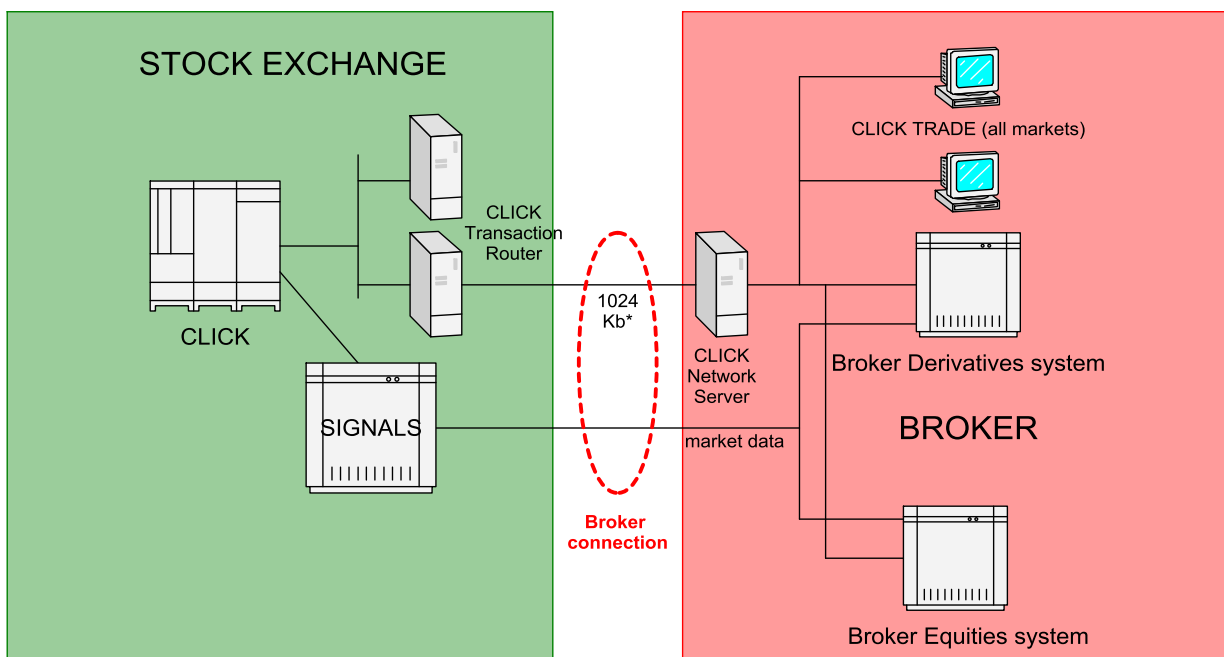 STOCK EXCHANGE
CLICK TRADE (all markets)
CLICK
Transaction
Router
CLICK
1024
Kb*
CLICK
Network
Server
Broker Derivatives system
SIGNALS
market data
BROKER
Broker
connection
Broker Equities system